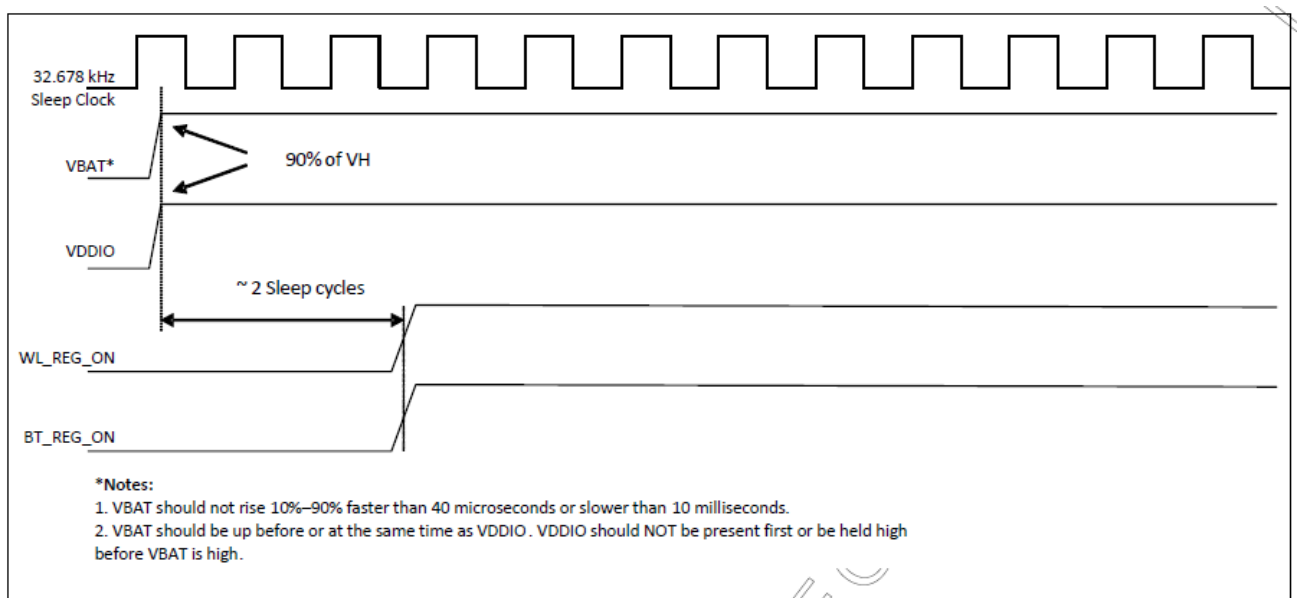 32.678 kHz
Sleep Clock
VBAT*
90% of VH
VDDIO
~ 2 Sleep cycles
WL_REG_ON
BT_REG_ON
*Notes:
1. VBAT should not rise 10%–90% faster than 40 microseconds or slower than 10 milliseconds.
2. VBAT should be up before or at the same time as VDDIO. VDDIO should NOT be present first or be held high
before VBAT is high.